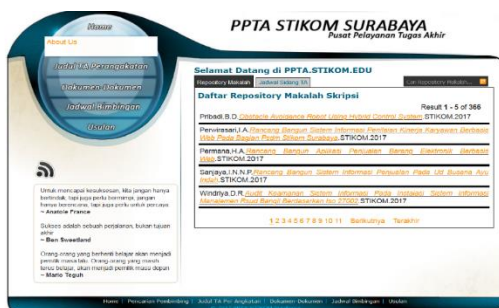 Home
About Us
Judul TA Perangakatan
Dokumen-Dokumen
Jadwal Bimbingan
Usulan
PPTA STIKOM SURABAYA
Pusat Pelayanan Tugas Akhir
Selamat Datang di PPTA.STIKOM.EDU
Repository Makalah
Jadwal Sidang TA
Cari Repository Makalah...
Daftar Repository Makalah Skripsi
Result 1 - 5 of 366
Pribadi,B.D.Obstacle Avoidance Robot Using Hybrid Control System.STIKOM.2017
Perwirasari,I.A.Rancang Bangun Sistem Informasi Penilaian Kinerja Karyawan Berbasis
Web Pada Bagian Psdm Stikom Surabaya.STIKOM.2017
Permana,H.A.Rancang Bangun Aplikasi Penjualan Barang Elektronik Berbasis
Web.STIKOM.2017
Sanjaya,I.N.P.Rancang Bangun Sistem Informasi Penjualan Pada Ud Busana Ayu
Indah.STIKOM.2017
Windriya,D.R.Audit Keamanan Sistem Informasi Pada Instalasi Sistem Informasi
Manajemen Rsud Bangil Berdasarkan Iso 27002.STIKOM.2017
1 2 3 4 5 6 7 8 9 10 11 Berikutnya Terakhir
Untuk mencapai kesuksesan, kita jangan hanya
bertindak, tapi juga perlu bermimpi, jangan
hanya berencana, tapi juga perlu untuk percaya
~ Anatole France
Sukses adalah sebuah perjalanan, bukan tujuan
akhir
~ Ben Sweetland
Orang-orang yang berhenti belajar akan menjadi
pemilik masa lalu. Orang-orang yang masih
terus belajar, akan menjadi pemilik masa depan
~ Mario Teguh
Home | Pencarian Pembimbing | Judul TA Per Angkatan | Dokumen-Dokumen | Jadwal Bimbingan | Usulan